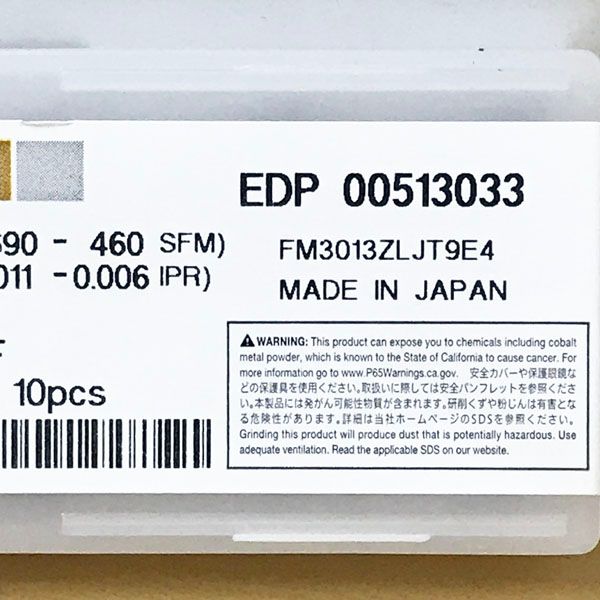 EDP 00513033
690 - 460 SFM)
011 - 0.006 IPR)
FM3013ZLJT9E4
MADE IN JAPAN
10pcs
⚠WARNING: This product can expose you to chemicals including cobalt
metal powder, which is known to the State of California to cause cancer. For
more information go to www.P65Warnings.ca.gov. 安全カバーや保護眼鏡な
どの保護具を使用ください。取扱いに際しては安全パンフレットを参照くださ
い。本製品には発がん可能性物質が含まれます。研削くずや粉じんは有害とな
る危険性があります。詳細は当社ホームページのSDSを参照ください。
Grinding this product will produce dust that is potentially hazardous. Use
adequate ventilation. Read the applicable SDS on our website.